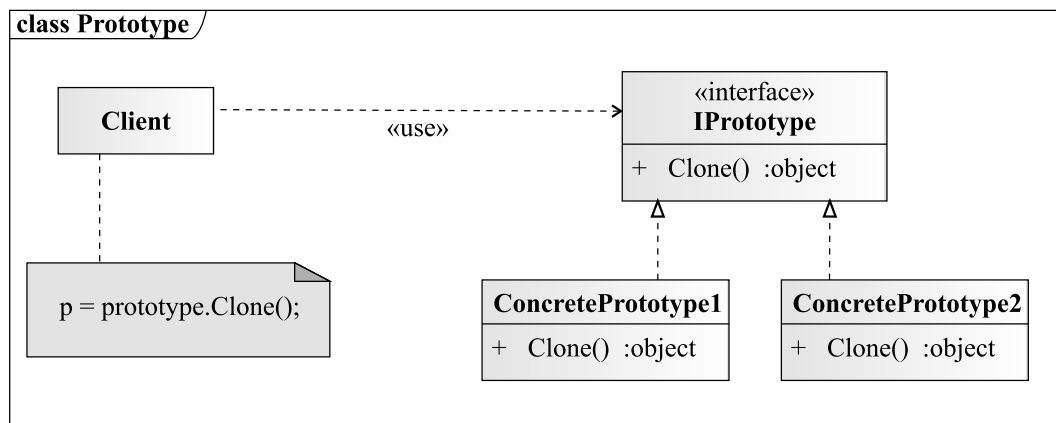 class Prototype
Client
«use»
«interface»
IPrototype
+ Clone() :object
p = prototype.Clone();
ConcretePrototype1
+ Clone() :object
ConcretePrototype2
+ Clone() :object